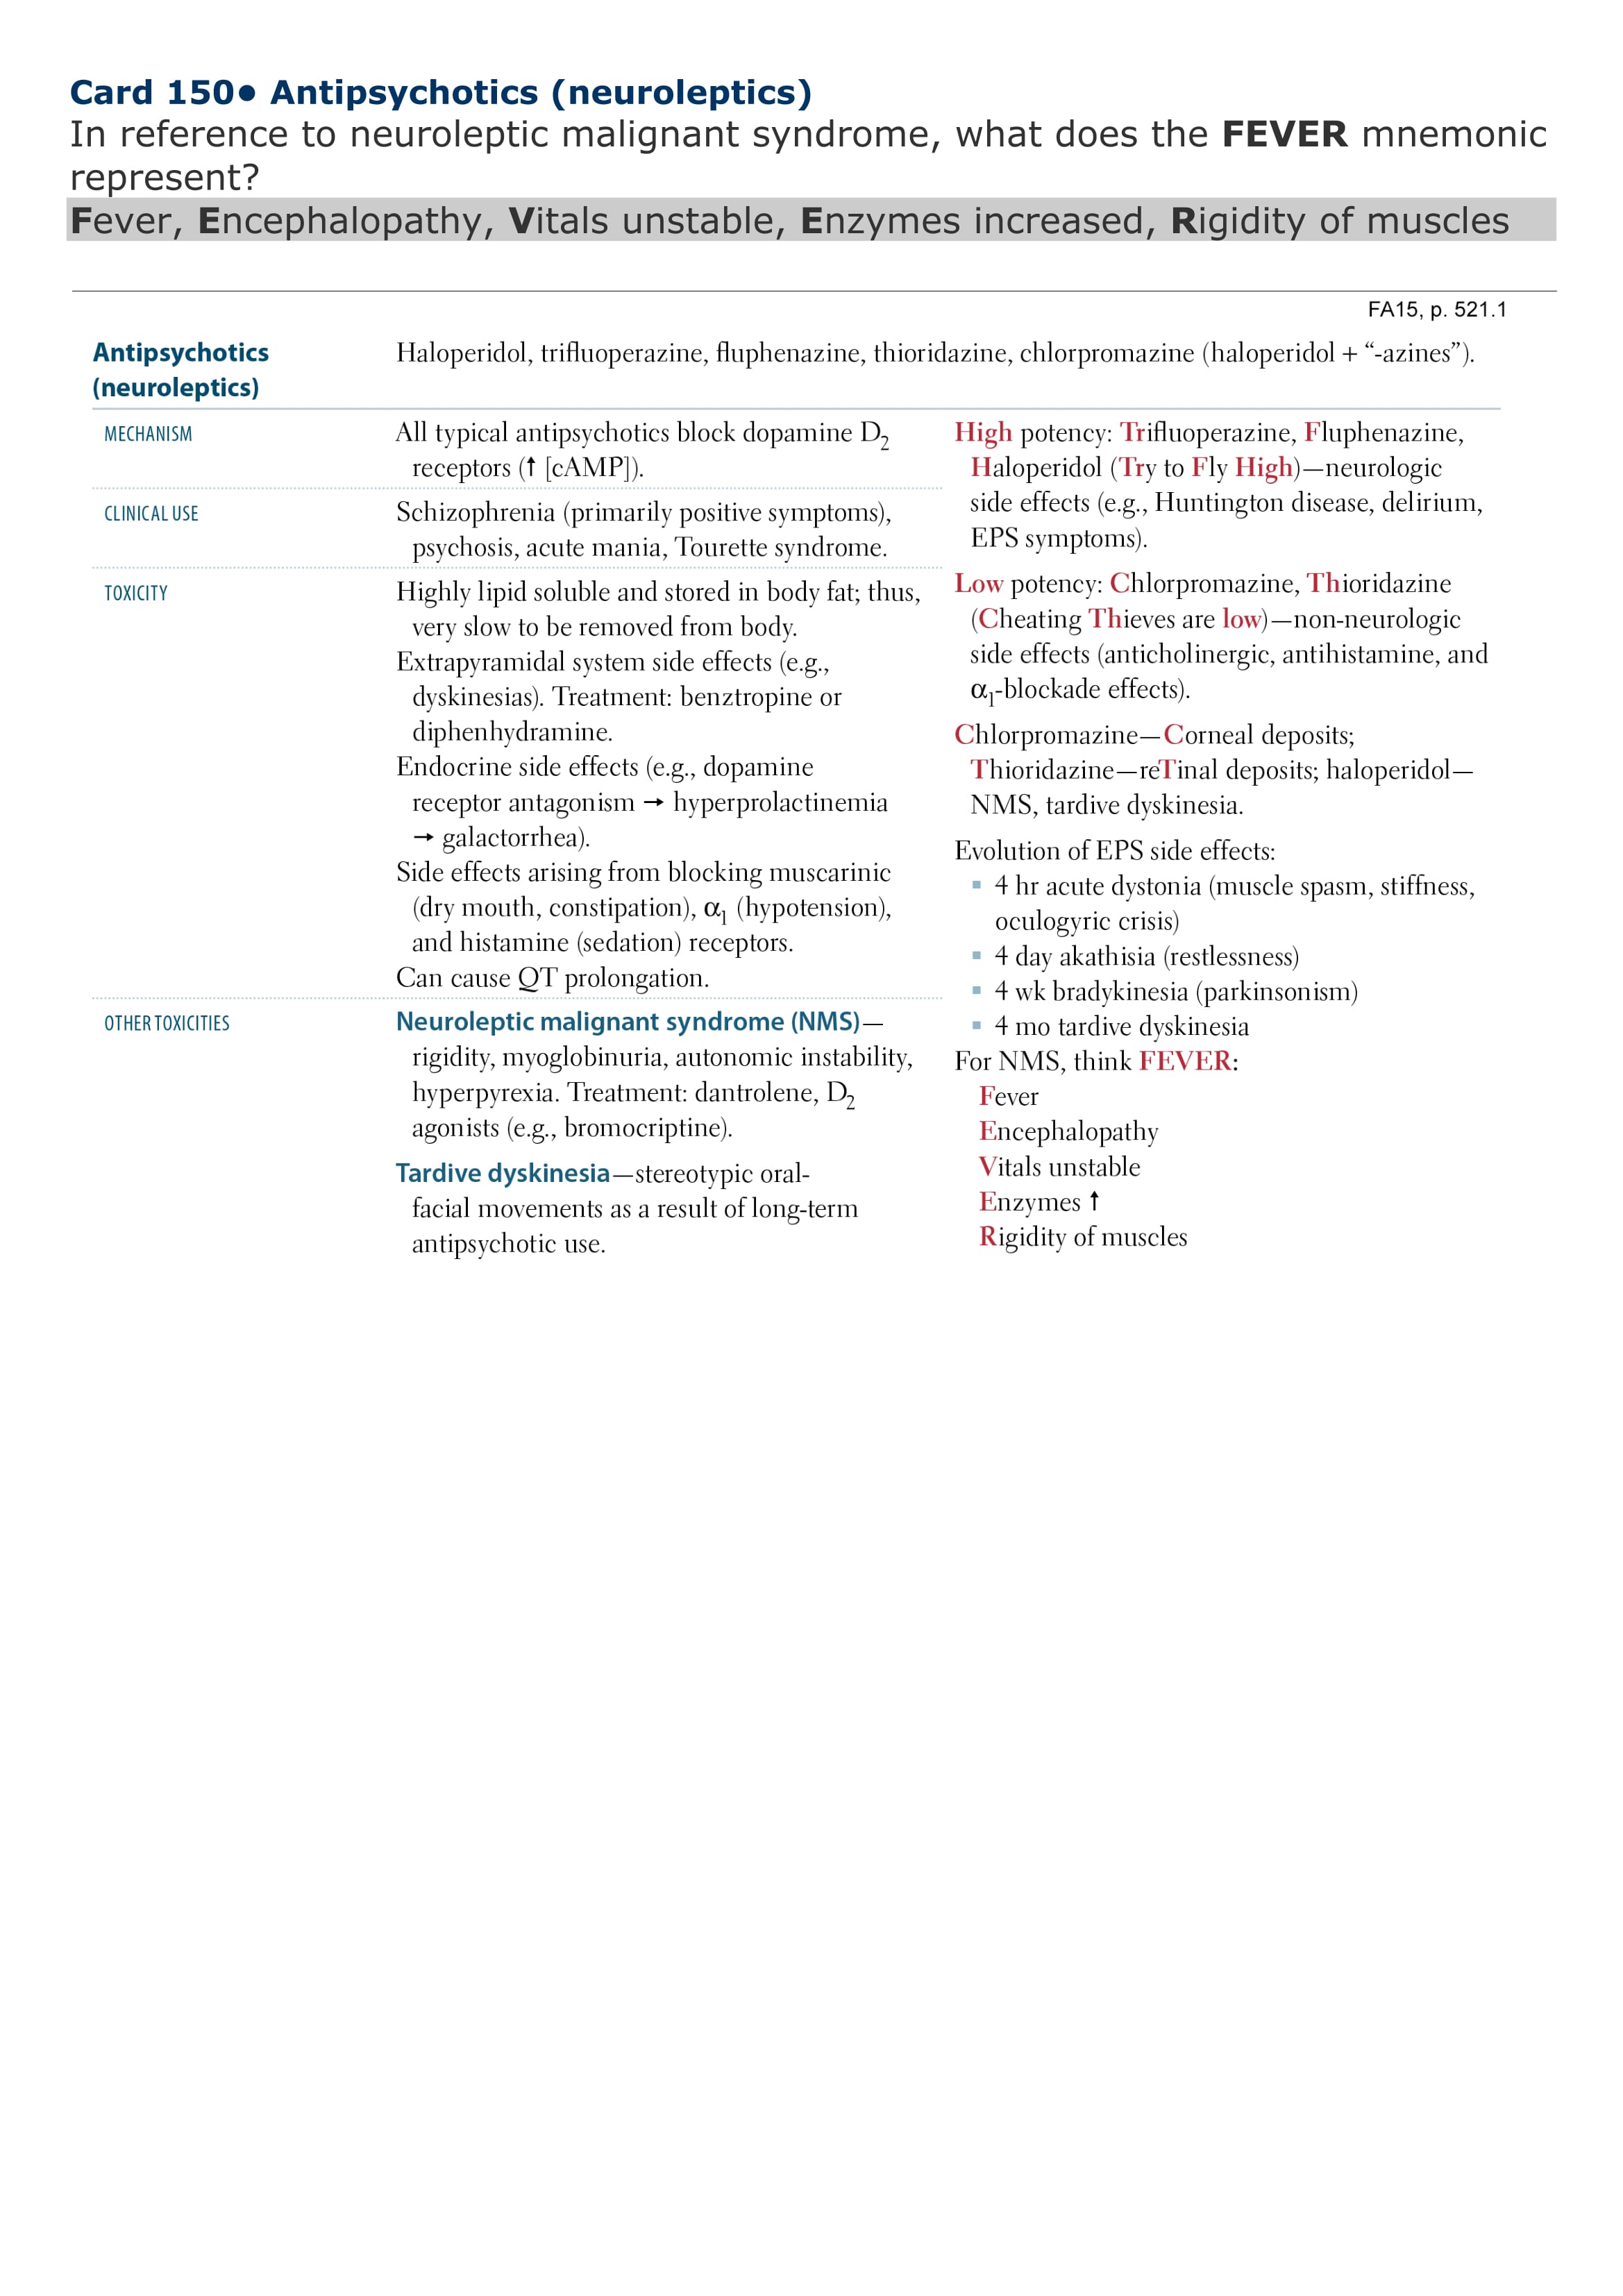 Card 150• Antipsychotics (neuroleptics)
In reference to neuroleptic malignant syndrome, what does the FEVER mnemonic
represent?
Fever, Encephalopathy, Vitals unstable, Enzymes increased, Rigidity of muscles
FA15, p. 521.1
Antipsychotics
(neuroleptics)
Haloperidol, trifluoperazine, fluphenazine, thioridazine, chlorpromazine (haloperidol + “-azines”).
MECHANISM
All typical antipsychotics block dopamine D₂
receptors (↑ [cAMP]).
CLINICAL USE
Schizophrenia (primarily positive symptoms),
psychosis, acute mania, Tourette syndrome.
TOXICITY
Highly lipid soluble and stored in body fat; thus,
very slow to be removed from body.
Extrapyramidal system side effects (e.g.,
dyskinesias). Treatment: benztropine or
diphenhydramine.
Endocrine side effects (e.g., dopamine
receptor antagonism → hyperprolactinemia
→ galactorrhea).
Side effects arising from blocking muscarinic
(dry mouth, constipation), α₁ (hypotension),
and histamine (sedation) receptors.
Can cause QT prolongation.
OTHER TOXICITIES
Neuroleptic malignant syndrome (NMS)—
rigidity, myoglobinuria, autonomic instability,
hyperpyrexia. Treatment: dantrolene, D₂
agonists (e.g., bromocriptine).
Tardive dyskinesia—stereotypic oral-
facial movements as a result of long-term
antipsychotic use.
High potency: Trifluoperazine, Fluphenazine,
Haloperidol (Try to Fly High)—neurologic
side effects (e.g., Huntington disease, delirium,
EPS symptoms).
Low potency: Chlorpromazine, Thioridazine
(Cheating Thieves are low)—non-neurologic
side effects (anticholinergic, antihistamine, and
α₁-blockade effects).
Chlorpromazine—Corneal deposits;
Thioridazine—reTinal deposits; haloperidol—
NMS, tardive dyskinesia.
Evolution of EPS side effects:
▪ 4 hr acute dystonia (muscle spasm, stiffness,
oculogyric crisis)
▪ 4 day akathisia (restlessness)
▪ 4 wk bradykinesia (parkinsonism)
▪ 4 mo tardive dyskinesia
For NMS, think FEVER:
Fever
Encephalopathy
Vitals unstable
Enzymes ↑
Rigidity of muscles